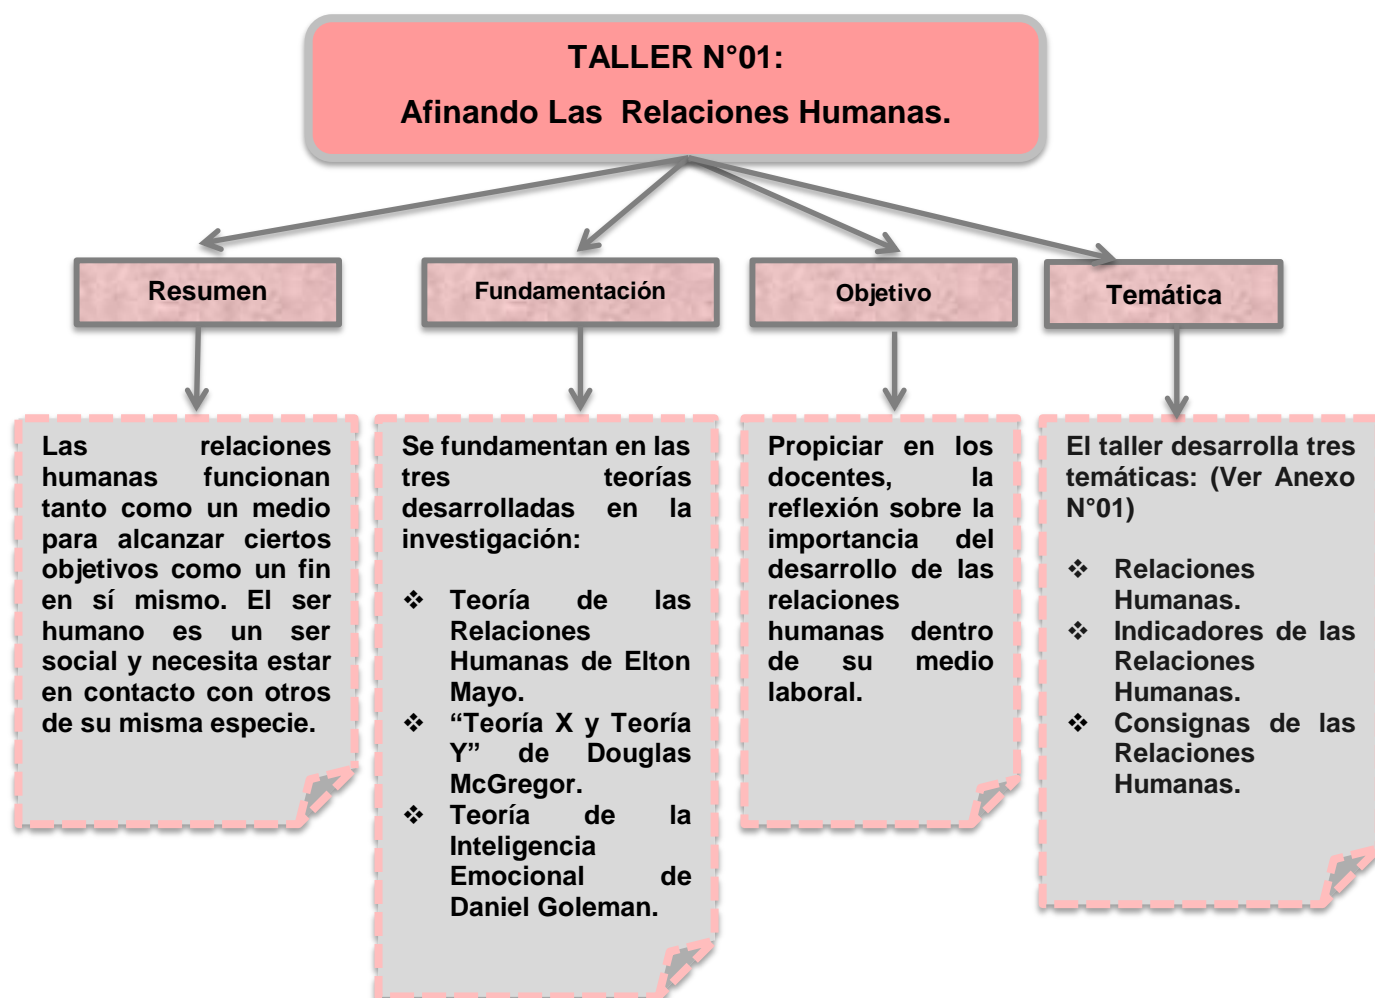 TALLER N°01:
Afinando Las Relaciones Humanas.
Resumen
Fundamentación
Objetivo
Temática
Las relaciones
humanas funcionan
tanto como un medio
para alcanzar ciertos
objetivos como un fin
en sí mismo. El ser
humano es un ser
social y necesita estar
en contacto con otros
de su misma especie.
Se fundamentan en las
tres teorías
desarrolladas en la
investigación:
❖ Teoría de las
Relaciones
Humanas de Elton
Mayo.
❖ “Teoría X y Teoría
Y” de Douglas
McGregor.
❖ Teoría de la
Inteligencia
Emocional de
Daniel Goleman.
Propiciar en los
docentes, la
reflexión sobre la
importancia del
desarrollo de las
relaciones
humanas dentro
de su medio
laboral.
El taller desarrolla tres
temáticas: (Ver Anexo
N°01)
❖ Relaciones
Humanas.
❖ Indicadores de las
Relaciones
Humanas.
❖ Consignas de las
Relaciones
Humanas.